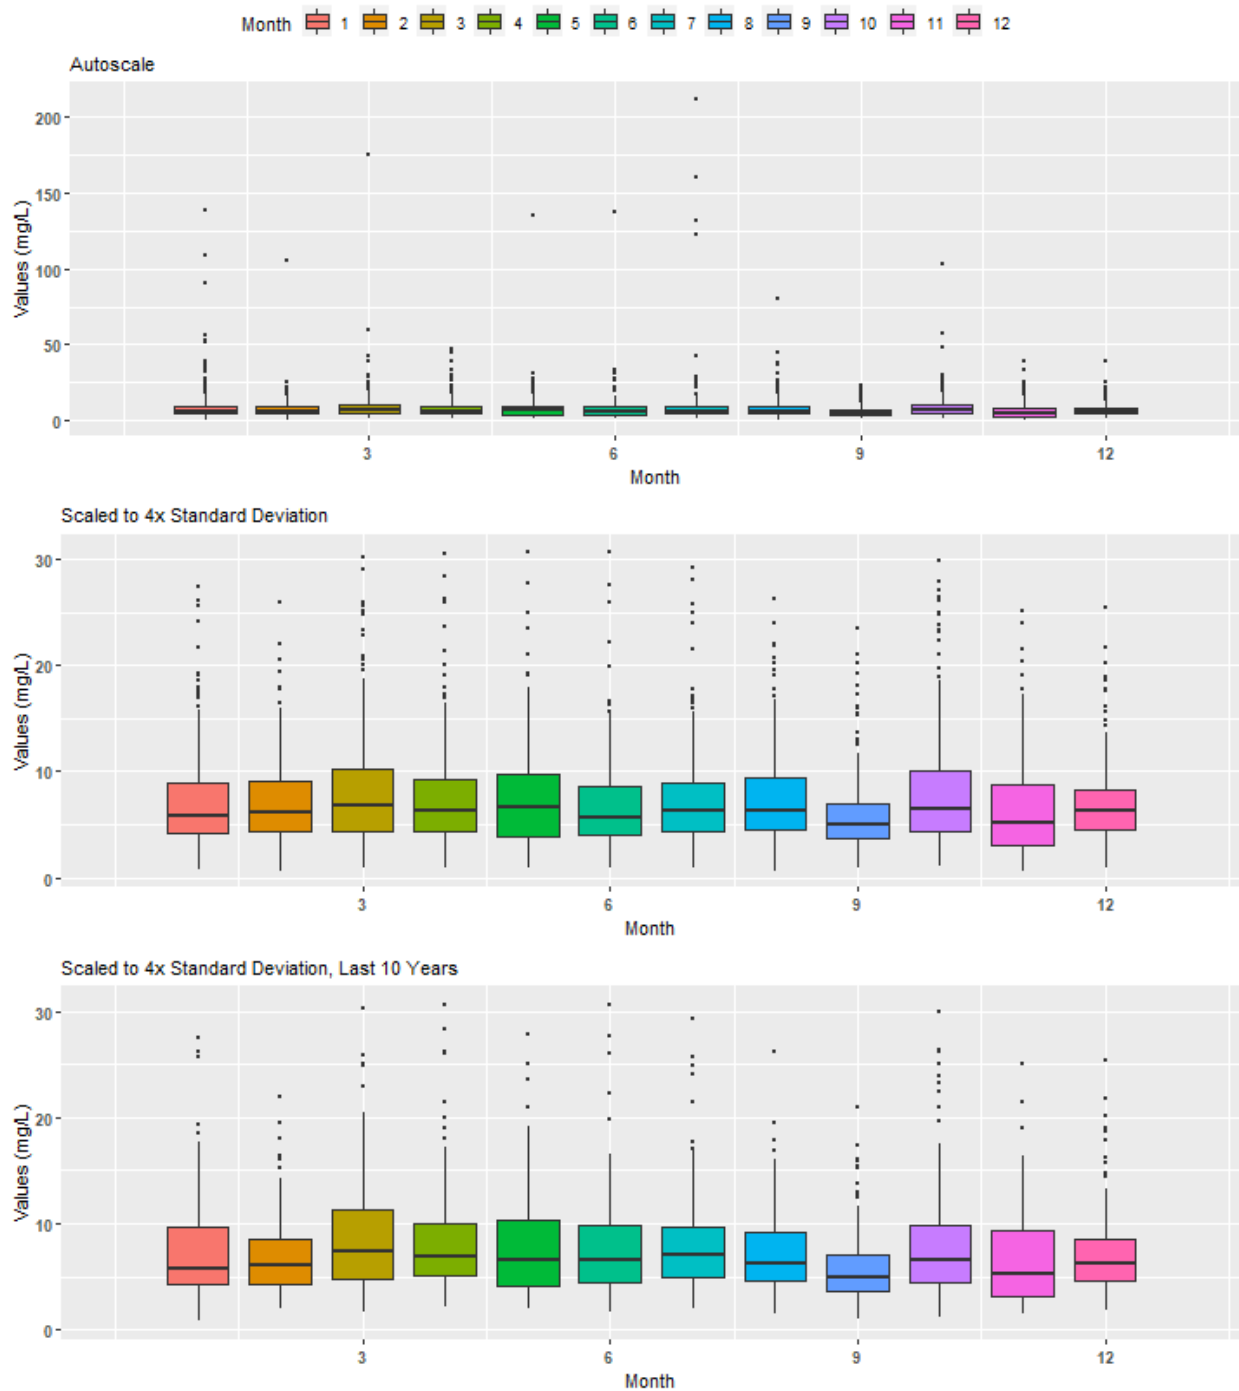 Month 1 2 3 4 5 6 7 8 9 10 11 12
Autoscale
Values (mg/L)
200
150
100
50
0
3 6 9 12
Month
Scaled to 4x Standard Deviation
Values (mg/L)
30
20
10
0
3 6 9 12
Month
Scaled to 4x Standard Deviation, Last 10 Years
Values (mg/L)
30
20
10
0
3 6 9 12
Month